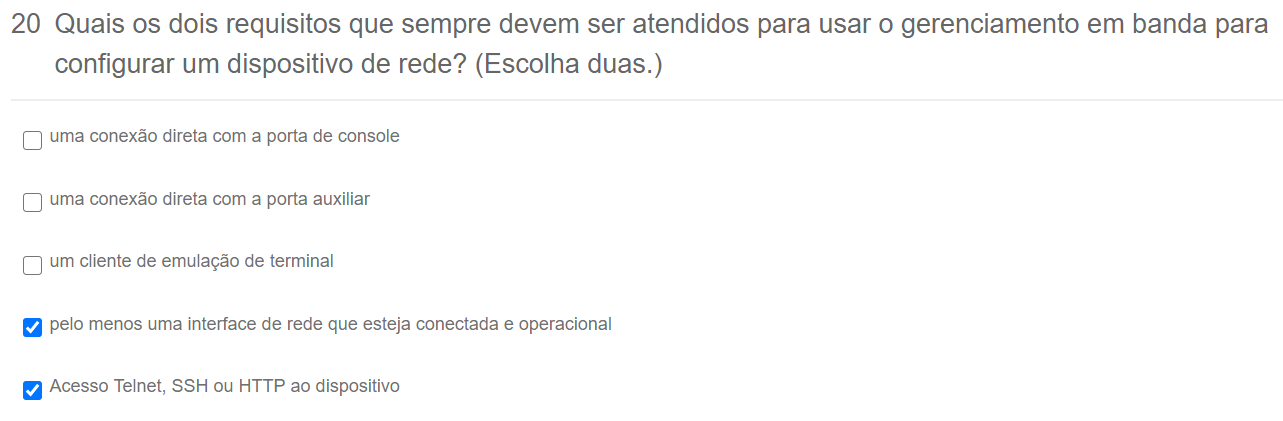 20 Quais os dois requisitos que sempre devem ser atendidos para usar o gerenciamento em banda para
configurar um dispositivo de rede? (Escolha duas.)
uma conexão direta com a porta de console
uma conexão direta com a porta auxiliar
um cliente de emulação de terminal
pelo menos uma interface de rede que esteja conectada e operacional
Acesso Telnet, SSH ou HTTP ao dispositivo